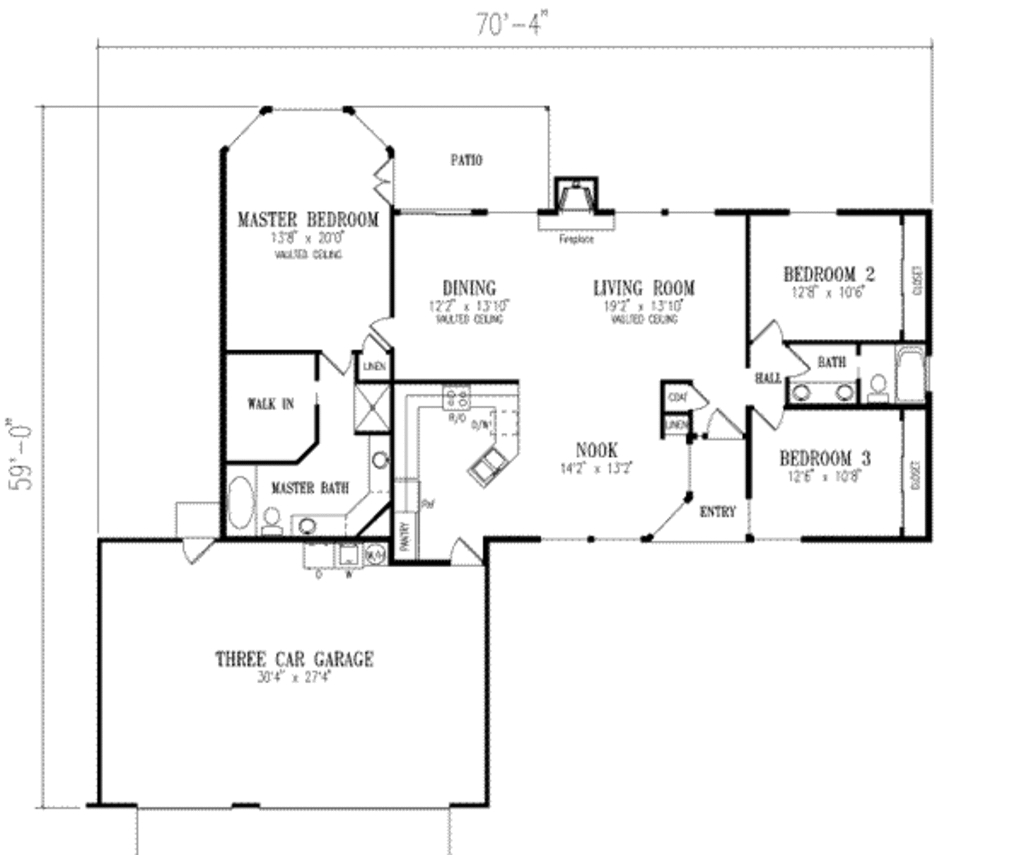 70'-4"
PATIO
MASTER BEDROOM
13'8" x 20'0"
VAULTED CEILING
Fireplace
BEDROOM 2
12'8" x 10'6"
CLOSET
DINING
12'2" x 13'10"
VAULTED CEILING
LIVING ROOM
19'2" x 13'10"
VAULTED CEILING
LINEN
BATH
HALL
WALK IN
COAT
R/O
D/W
LINEN
59'-0"
NOOK
14'2" x 13'2"
BEDROOM 3
12'6" x 10'8"
CLOSET
MASTER BATH
REF
ENTRY
PANTRY
W/H
D
W
THREE CAR GARAGE
30'4" x 27'4"